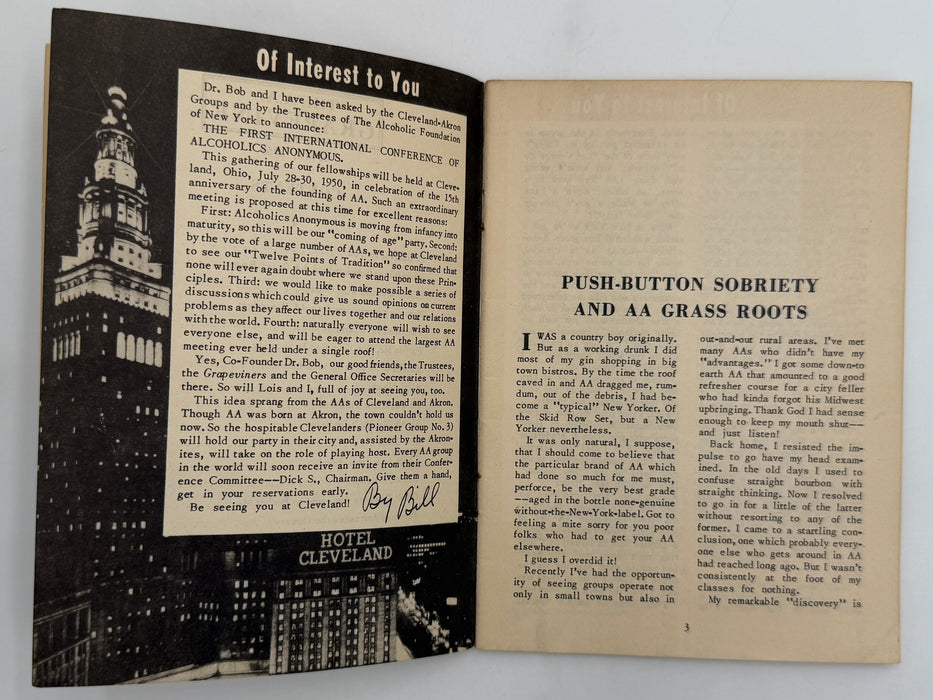 Of Interest to You
Dr. Bob and I have been asked by the Cleveland-Akron
Groups and by the Trustees of The Alcoholic Foundation
of New York to announce:
THE FIRST INTERNATIONAL CONFERENCE OF
ALCOHOLICS ANONYMOUS.
This gathering of our fellowships will be held at Cleve-
land, Ohio, July 28-30, 1950, in celebration of the 15th
anniversary of the founding of AA. Such an extraordinary
meeting is proposed at this time for excellent reasons:
First: Alcoholics Anonymous is moving from infancy into
maturity, so this will be our "coming of age" party. Second:
by the vote of a large number of AAs, we hope at Cleveland
to see our "Twelve Points of Tradition" so confirmed that
none will ever again doubt where we stand upon these Prin-
ciples. Third: we would like to make possible a series of
discussions which could give us sound opinions on current
problems as they affect our lives together and our relations
with the world. Fourth: naturally everyone will wish to see
everyone else, and will be eager to attend the largest AA
meeting ever held under a single roof!
Yes, Co-Founder Dr. Bob, our good friends, the Trustees,
the Grapeviners and the General Office Secretaries will be
there. So will Lois and I, full of joy at seeing you, too.
This idea sprang from the AAs of Cleveland and Akron.
Though AA was born at Akron, the town couldn't hold us
now. So the hospitable Clevelanders (Pioneer Group No. 3)
will hold our party in their city and, assisted by the Akron-
ites, will take on the role of playing host. Every AA group
in the world will soon receive an invite from their Confer-
ence Committee--Dick S., Chairman. Give them a hand,
get in your reservations early.
Be seeing you at Cleveland! By Bill
HOTEL
CLEVELAND
PUSH-BUTTON SOBRIETY
AND AA GRASS ROOTS
I WAS a country boy originally.
But as a working drunk I did
most of my gin shopping in big
town bistros. By the time the roof
caved in and AA dragged me, rum-
dum, out of the debris, I had be-
come a "typical" New Yorker. Of
the Skid Row Set, but a New
Yorker nevertheless.
It was only natural, I suppose,
that I should come to believe that
the particular brand of AA which
had done so much for me must,
perforce, be the very best grade
--aged in the bottle none-genuine
without-the-New-York-label. Got to
feeling a mite sorry for you poor
folks who had to get your AA
elsewhere.
I guess I overdid it!
Recently I've had the opportun-
ity of seeing groups operate not
only in small towns but also in
out-and-out rural areas. I've met
many AAs who didn't have my
"advantages." I got some down-to
earth AA that amounted to a good
refresher course for a city feller
who had kinda forgot his Midwest
upbringing. Thank God I had sense
enough to keep my mouth shut--
and just listen!
Back home, I resisted the im-
pulse to go have my head exam-
ined. In the old days I used to
confuse straight bourbon with
straight thinking. Now I resolved
to go in for a little of the latter
without resorting to any of the
former. I came to a startling con-
clusion, one which probably every-
one else who gets around in AA
had reached long ago. But I wasn't
consistently at the foot of my
classes for nothing.
My remarkable "discovery" is
3